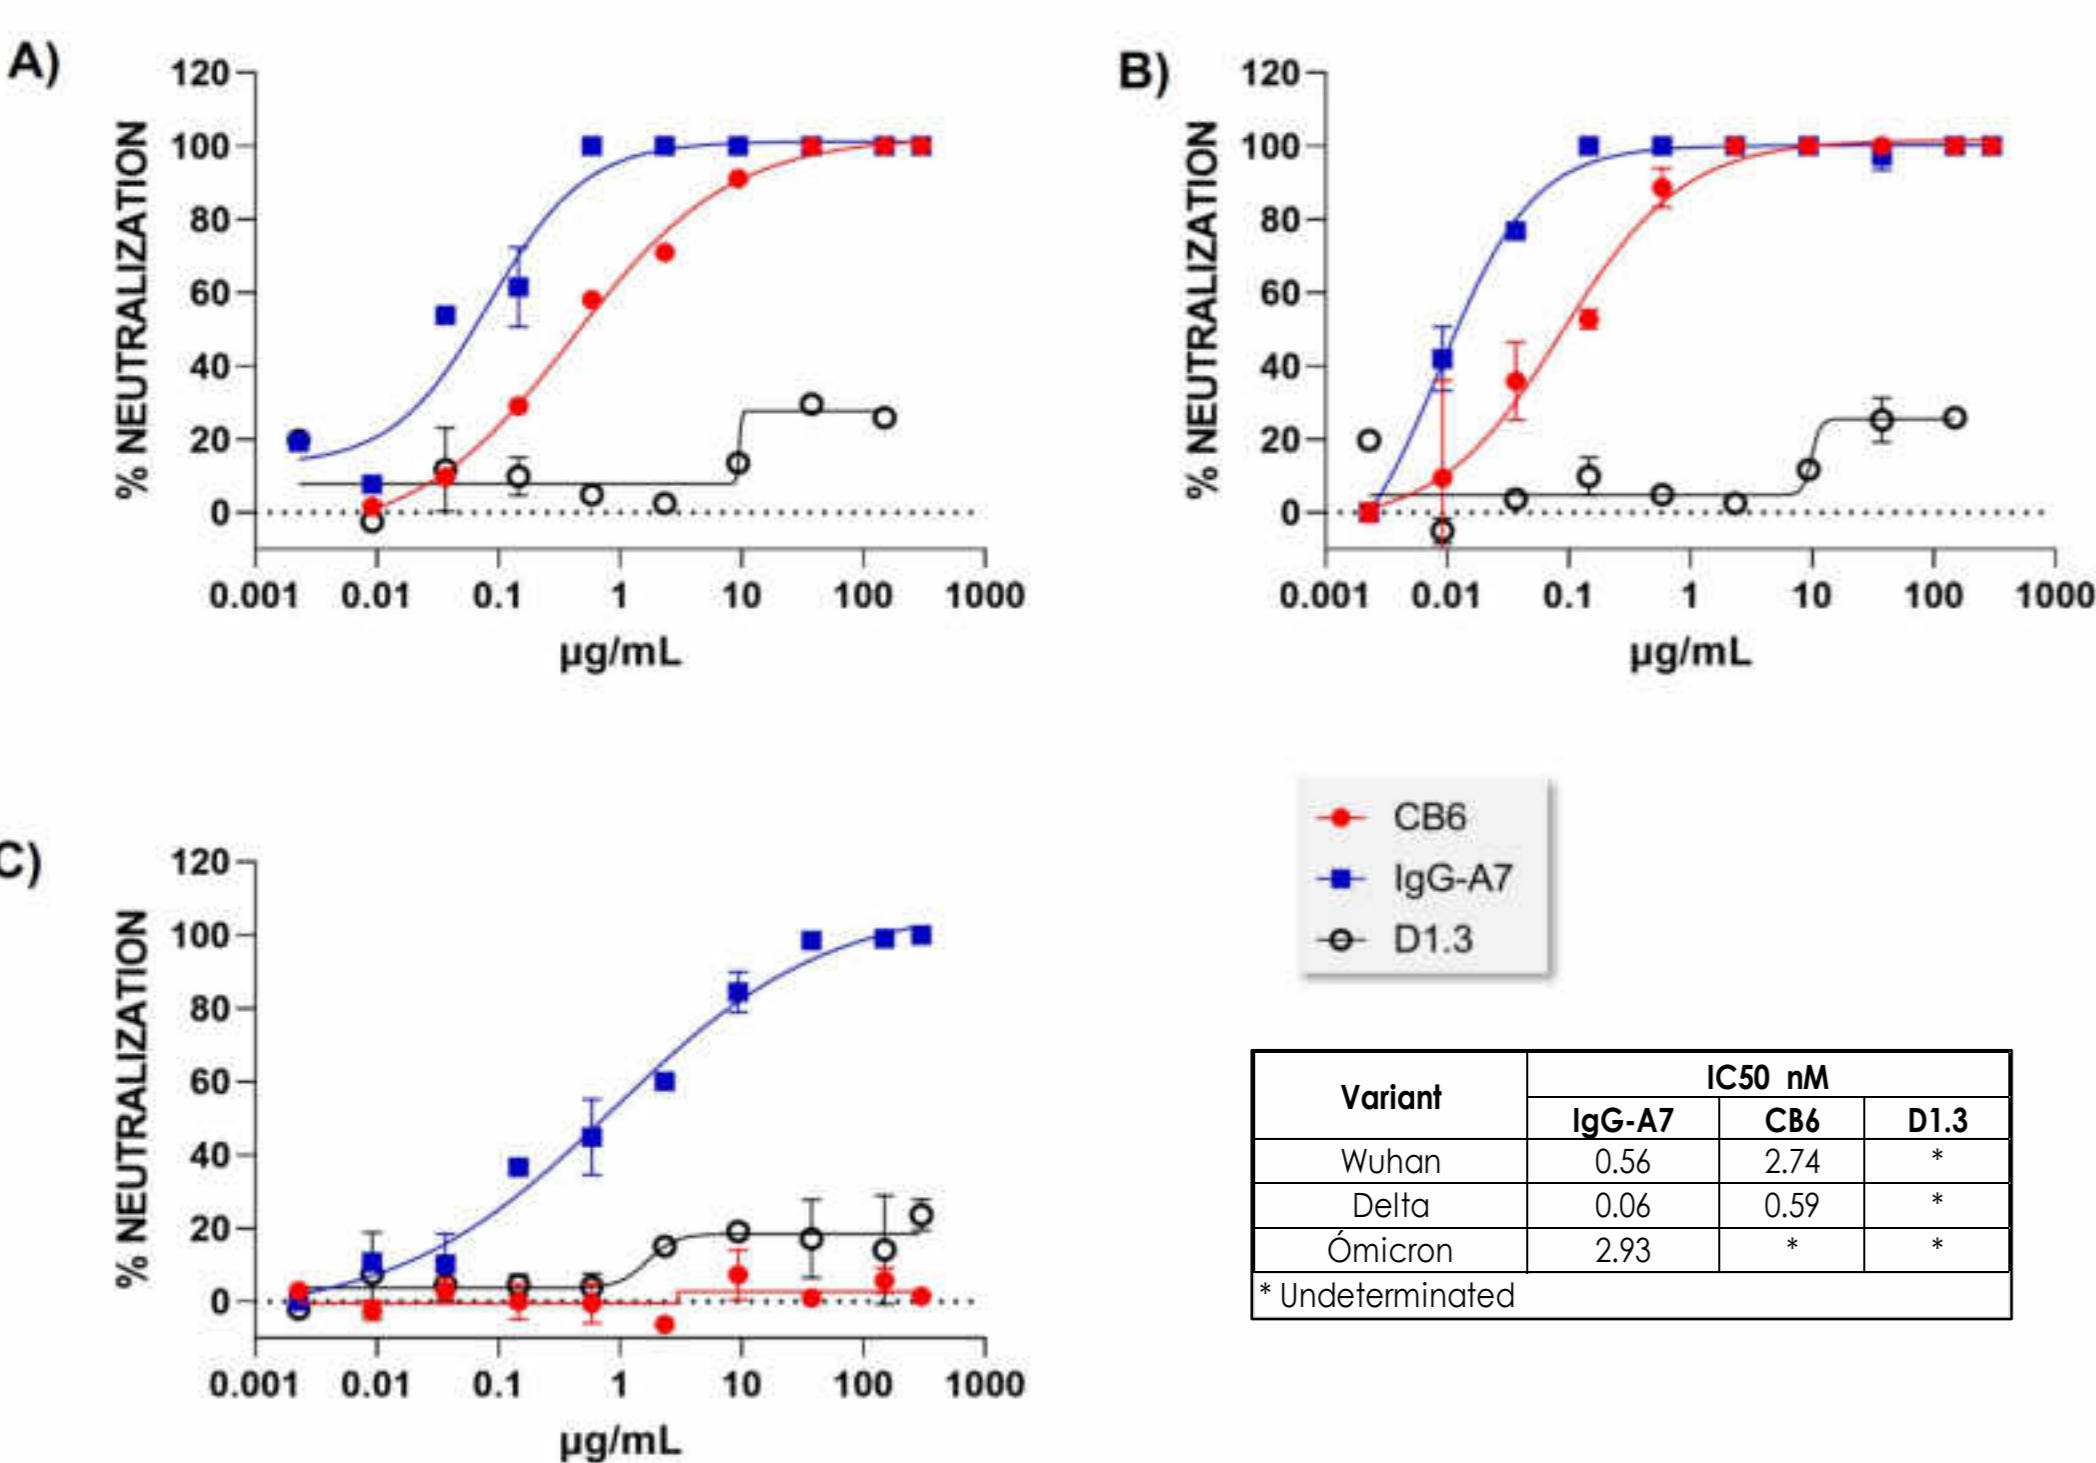 A)
% NEUTRALIZATION
120
100
80
60
40
20
0
0.001 0.01 0.1 1 10 100 1000
µg/mL
B)
% NEUTRALIZATION
120
100
80
60
40
20
0
0.001 0.01 0.1 1 10 100 1000
µg/mL
C)
% NEUTRALIZATION
120
100
80
60
40
20
0
0.001 0.01 0.1 1 10 100 1000
µg/mL
CB6
IgG-A7
D1.3
Variant IC50 nM
IgG-A7 CB6 D1.3
Wuhan 0.56 2.74 *
Delta 0.06 0.59 *
Ómicron 2.93 * *
* Undeterminated